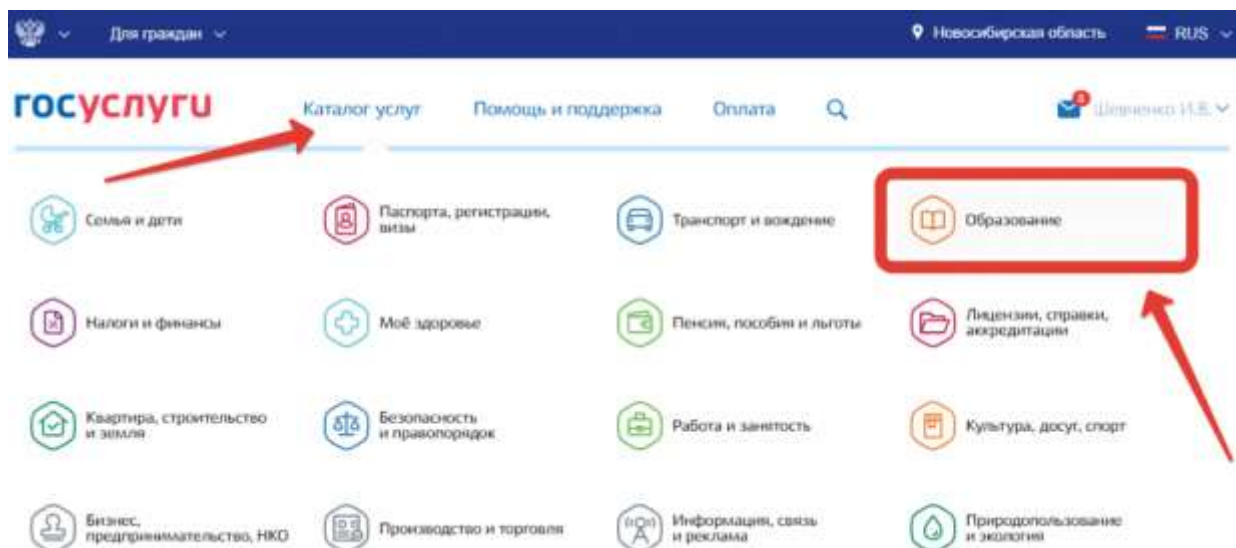 Для граждан
Новосибирская область
RUS
госуслуги
Каталог услуг
Помощь и поддержка
Оплата
Шевченко И.В.
Семья и дети
Паспорта, регистрации,
визы
Транспорт и вождение
Образование
Налоги и финансы
Моё здоровье
Пенсия, пособия и льготы
Лицензии, справки,
аккредитации
Квартира, строительство
и земля
Безопасность
и правопорядок
Работа и занятость
Культура, досуг, спорт
Бизнес,
предпринимательство, НКО
Производство и торговля
Информация, связь
и реклама
Природопользование
и экология